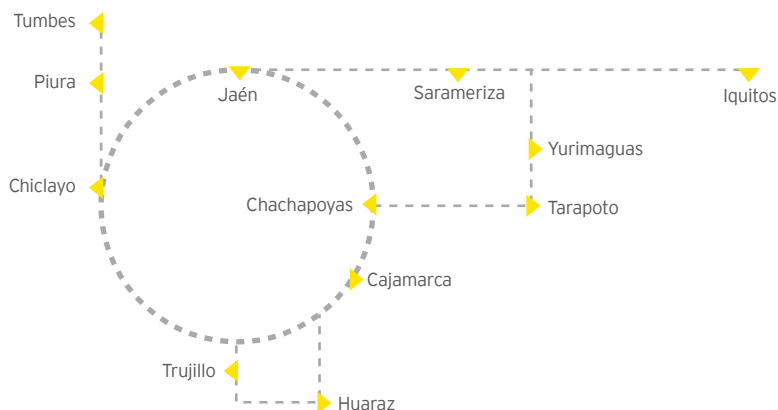 Tumbes
Piura
Jaén
Sarameriza
Iquitos
Yurimaguas
Chiclayo
Chachapoyas
Tarapoto
Cajamarca
Trujillo
Huaraz